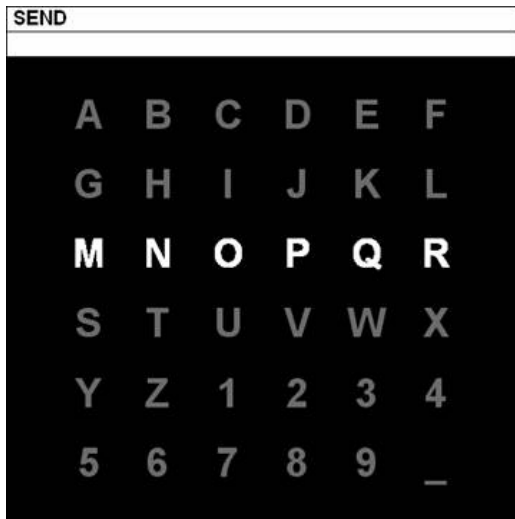 SEND
A B C D E F
G H I J K L
M N O P Q R
S T U V W X
Y Z 1 2 3 4
5 6 7 8 9 _